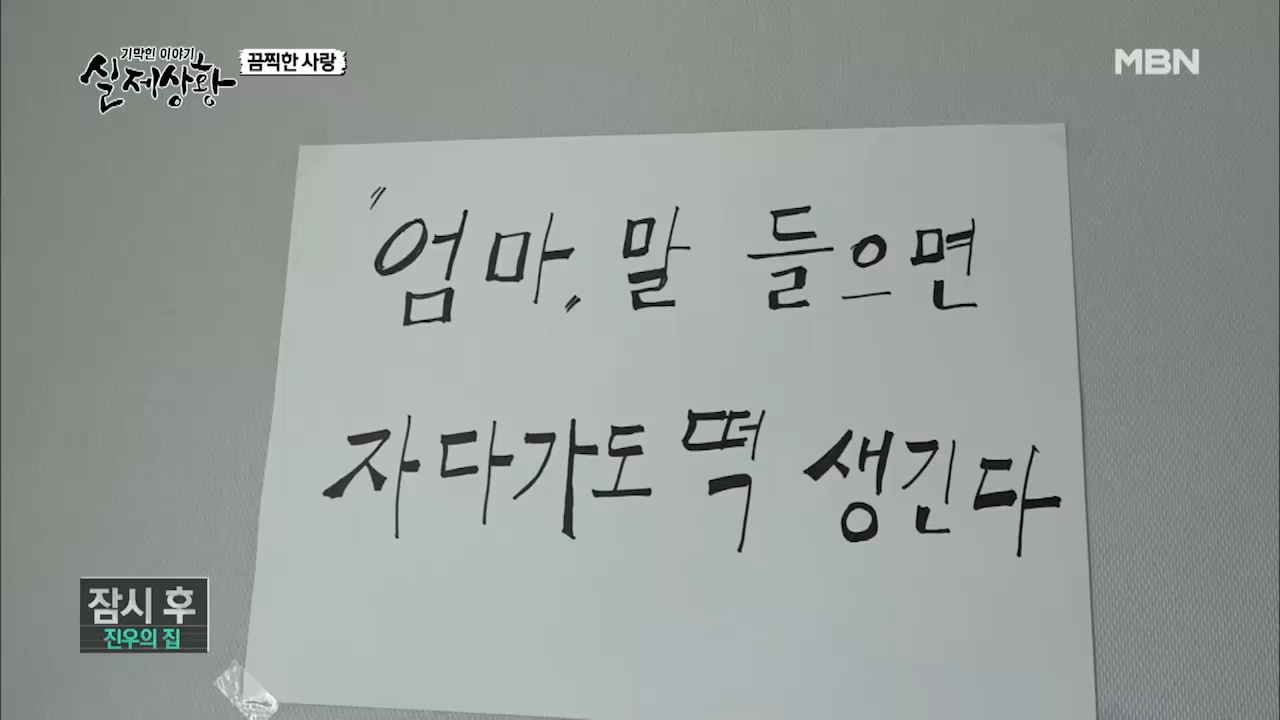 기막힌 이야기
실제상황
끔찍한 사랑
MBN
"엄마" 말 들으면
자다가도 떡 생긴다
잠시 후
진우의 집